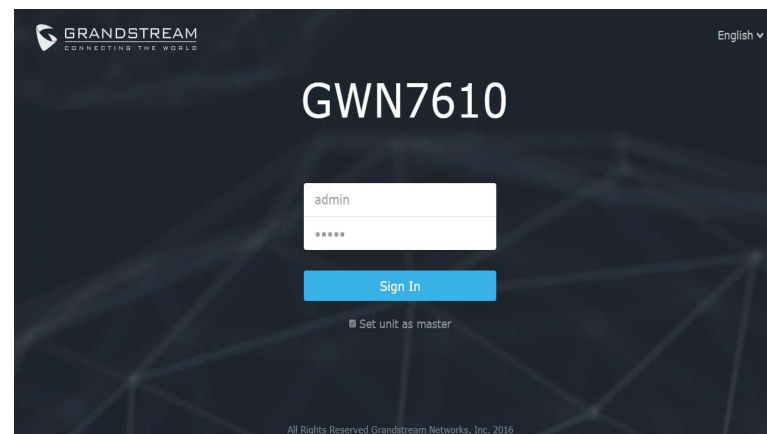 GRANDSTREAM
CONNECTING THE WORLD
English
GWN7610
admin
•••••
Sign In
Set unit as master
All Rights Reserved Grandstream Networks, Inc. 2016